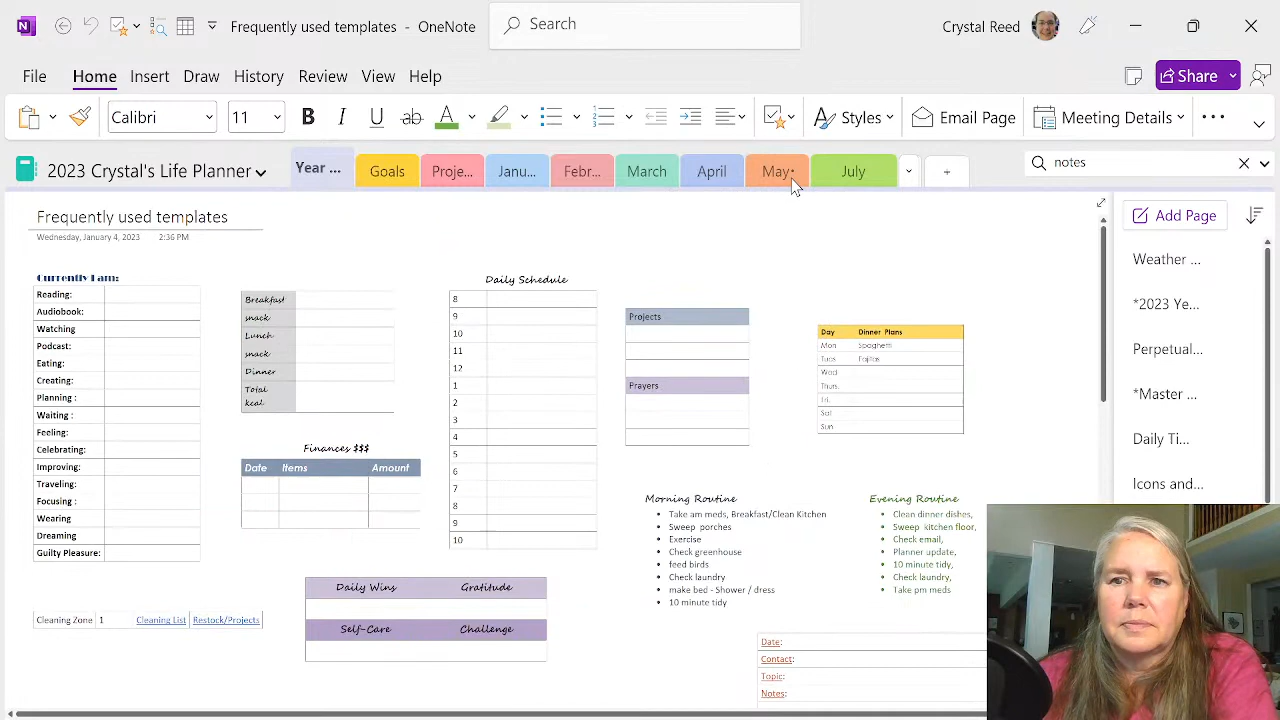 Frequently used templates - OneNote
Search
Crystal Reed
File Home Insert Draw History Review View Help
Share
Calibri 11 B I U ab A Styles Email Page Meeting Details
2023 Crystal's Life Planner
Year ... Goals Proje... Janu... Febr... March April May July +
notes
Frequently used templates
Wednesday, January 4, 2023 2:36 PM
Add Page
Weather ...
*2023 Ye...
Perpetual...
*Master ...
Daily Ti...
Icons and...
Currently I am:
Reading:
Audiobook:
Watching
Podcast:
Eating:
Creating:
Planning :
Waiting :
Feeling:
Celebrating:
Improving:
Traveling:
Focusing :
Wearing
Dreaming
Guilty Pleasure:
Cleaning Zone 1 Cleaning List Restock/Projects
Breakfast
snack
Lunch
snack
Dinner
Total
kcal
Finances $$$
Date Items Amount
Daily Wins Gratitude
Self-Care Challenge
Daily Schedule
8
9
10
11
12
1
2
3
4
5
6
7
8
9
10
Projects
Prayers
Day Dinner Plans
Mon Spaghetti
Tues Fajitas
Wed
Thurs.
Fri.
Sat
Sun
Morning Routine
• Take am meds, Breakfast/Clean Kitchen
• Sweep porches
• Exercise
• Check greenhouse
• feed birds
• Check laundry
• make bed - Shower / dress
• 10 minute tidy
Evening Routine
• Clean dinner dishes,
• Sweep kitchen floor,
• Check email,
• Planner update,
• 10 minute tidy,
• Check laundry,
• Take pm meds
Date:
Contact:
Topic:
Notes: